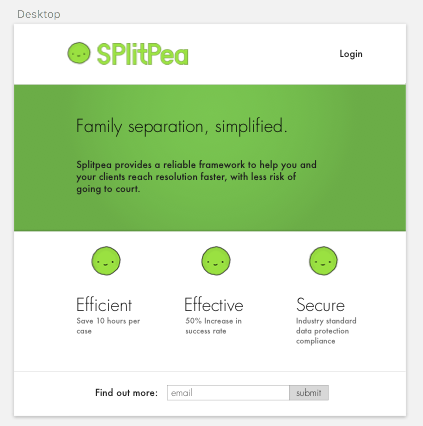 Desktop
SPlitPea
Login
Family separation, simplified.
Splitpea provides a reliable framework to help you and
your clients reach resolution faster, with less risk of
going to court.
Efficient
Save 10 hours per
case
Effective
50% Increase in
success rate
Secure
Industry standard
data protection
compliance
Find out more:
email
submit